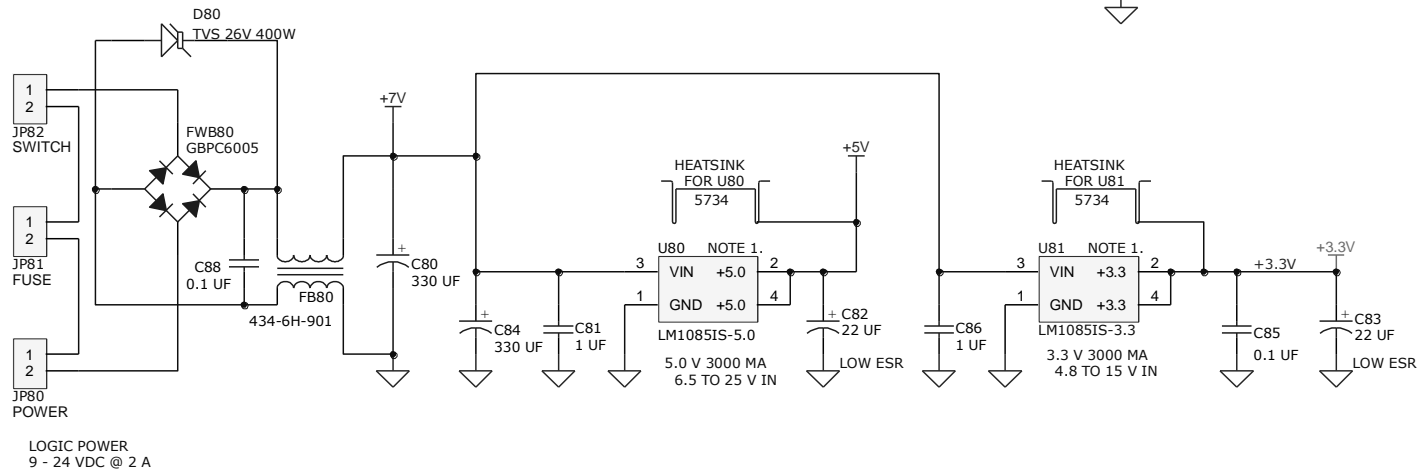 D80
TVS 26V 400W
1
2
JP82
SWITCH
FWB80
GBPC6005
+7V
1
2
JP81
FUSE
C88
0.1 UF
FB80
434-6H-901
+
C80
330 UF
1
2
JP80
POWER
LOGIC POWER
9 - 24 VDC @ 2 A
+
C84
330 UF
C81
1 UF
HEATSINK
FOR U80
5734
+5V
U80
NOTE 1.
3
VIN
+5.0
2
1
GND
+5.0
4
LM1085IS-5.0
5.0 V 3000 MA
6.5 TO 25 V IN
+
C82
22 UF
LOW ESR
C86
1 UF
HEATSINK
FOR U81
5734
U81
NOTE 1.
3
VIN
+3.3
2
1
GND
+3.3
4
LM1085IS-3.3
3.3 V 3000 MA
4.8 TO 15 V IN
+3.3V
+3.3V
C85
0.1 UF
+
C83
22 UF
LOW ESR